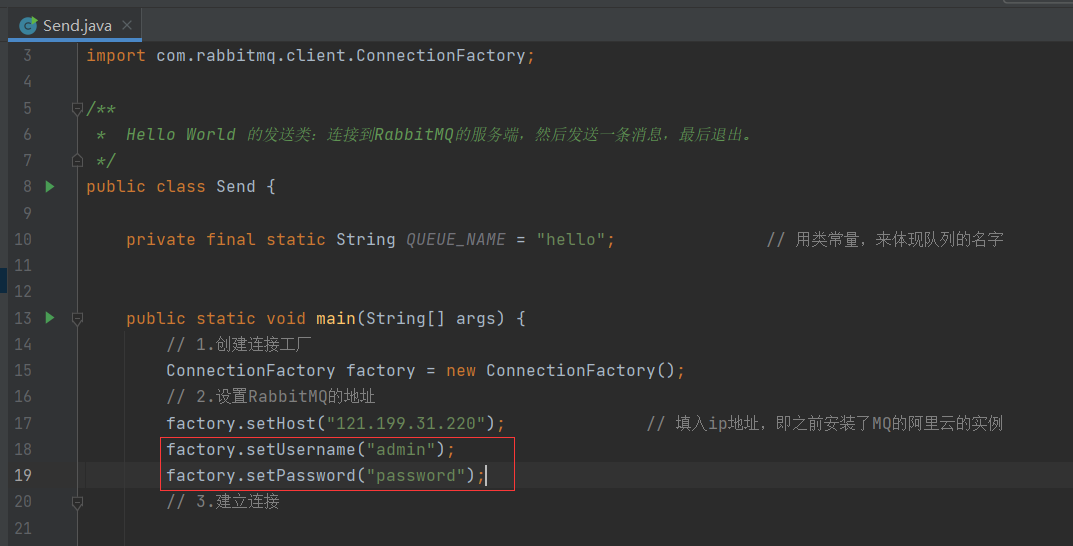 Send.java
3 import com.rabbitmq.client.ConnectionFactory;
4
5 /**
6  *  Hello World 的发送类：连接到RabbitMQ的服务端，然后发送一条消息，最后退出。
7  */
8 public class Send {
9
10     private final static String QUEUE_NAME = "hello";               // 用类常量，来体现队列的名字
11
12
13     public static void main(String[] args) {
14         // 1.创建连接工厂
15         ConnectionFactory factory = new ConnectionFactory();
16         // 2.设置RabbitMQ的地址
17         factory.setHost("121.199.31.220");              // 填入ip地址，即之前安装了MQ的阿里云的实例
18         factory.setUsername("admin");
19         factory.setPassword("password");
20         // 3.建立连接
21